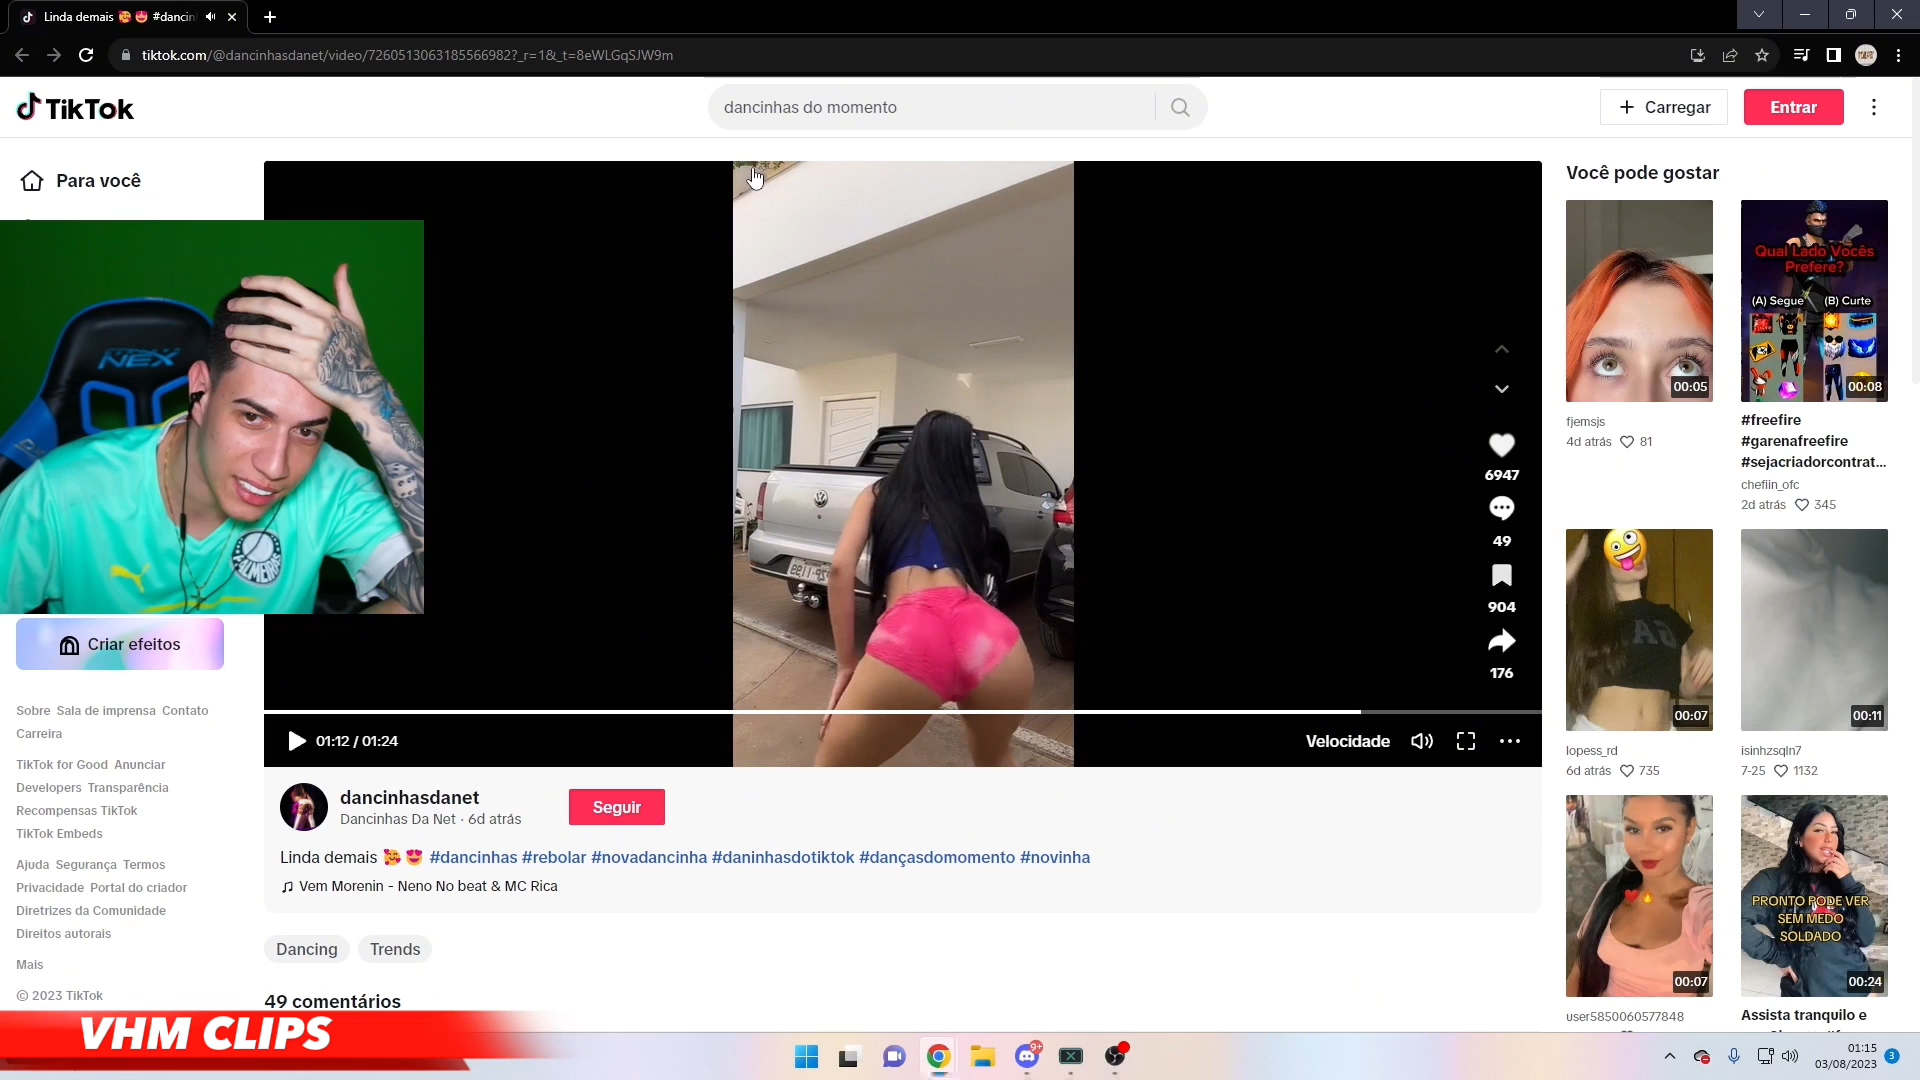 Linda demais 🥰 😍 #dancin
tiktok.com/@dancinhasdanet/video/7260513063185566982?_r=1&_t=8eWLGqSJW9m
TikTok
dancinhas do momento
Carregar
Entrar
Para você
NEX
PALMEIRAS
Criar efeitos
Sobre Sala de imprensa Contato
Carreira
TikTok for Good Anunciar
Developers Transparência
Recompensas TikTok
TikTok Embeds
Ajuda Segurança Termos
Privacidade Portal do criador
Diretrizes da Comunidade
Direitos autorais
Mais
© 2023 TikTok
VHM CLIPS
6947
49
904
176
01:12 / 01:24
Velocidade
dancinhasdanet
Dancinhas Da Net · 6d atrás
Seguir
Linda demais 🥰 😍 #dancinhas #rebolar #novadancinha #daninhasdotiktok #dançasdomomento #novinha
♫ Vem Morenin - Neno No beat & MC Rica
Dancing
Trends
49 comentários
Você pode gostar
00:05
fjemsjs
4d atrás 81
Qual Lado Vocês
Prefere?
(A) Segue (B) Curte
00:08
#freefire
#garenafreefire
#sejacriadorcontrat...
chefiin_ofc
2d atrás 345
00:07
lopess_rd
6d atrás 735
00:11
isinhzsqln7
7-25 1132
00:07
user5850060577848
PRONTO PODE VER
SEM MEDO
SOLDADO
00:24
Assista tranquilo e
9+
01:15
03/08/2023
3